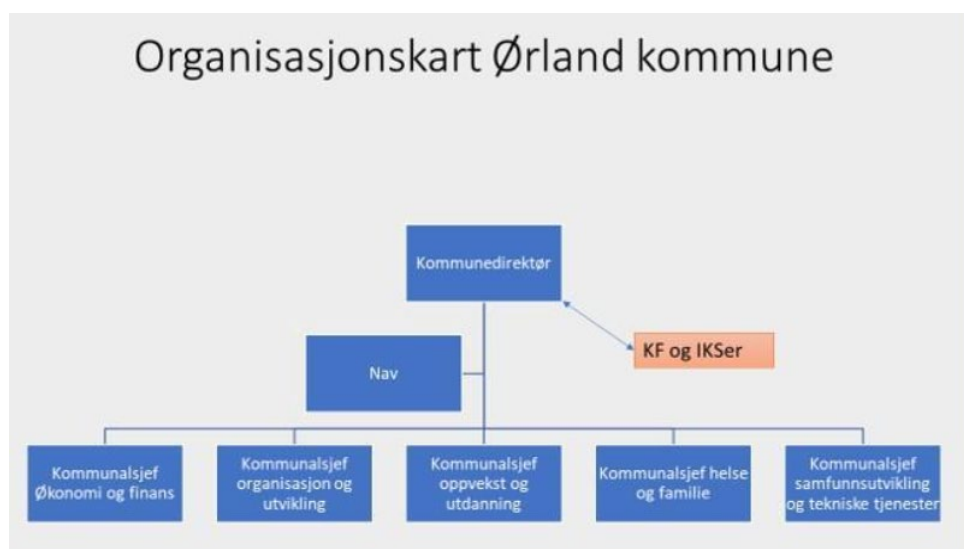 Organisasjonskart Ørland kommune
Kommunedirektør
KF og IKSer
Nav
Kommunalsjef
Økonomi og finans
Kommunalsjef
organisasjon og
utvikling
Kommunalsjef
oppvekst og
utdanning
Kommunalsjef helse
og familie
Kommunalsjef
samfunnsutvikling
og tekniske tjenester